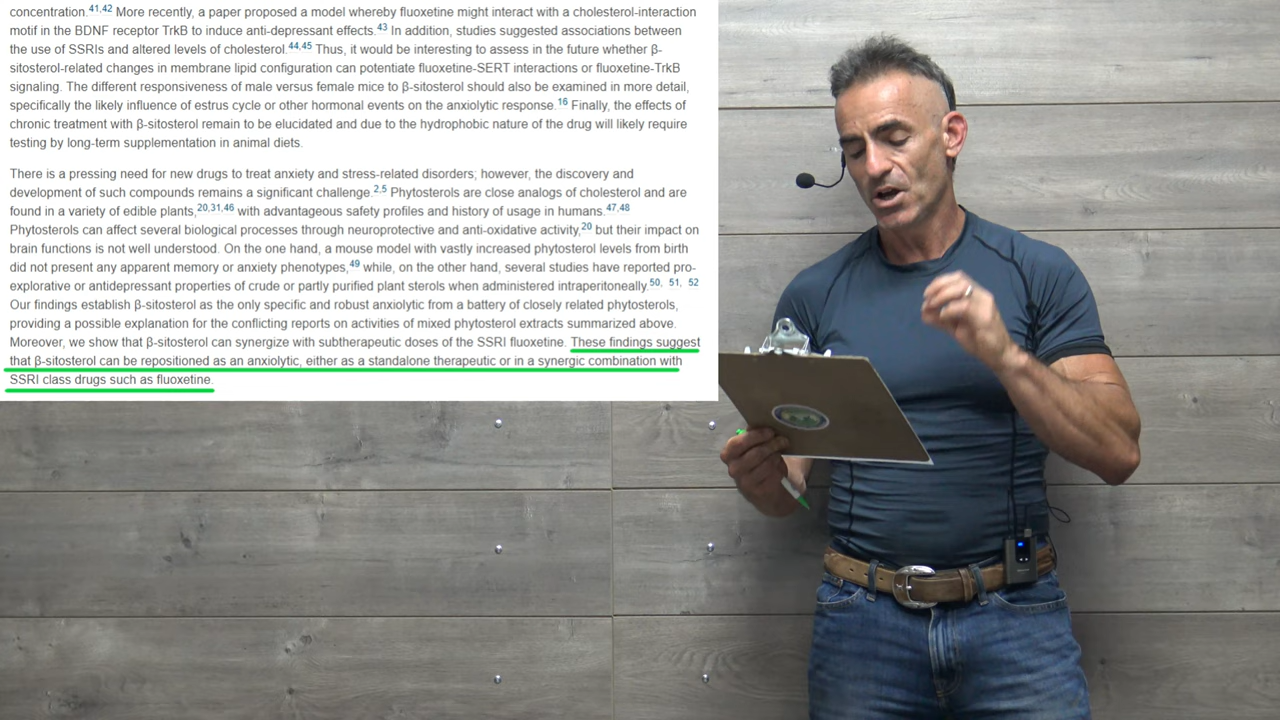 concentration.41,42 More recently, a paper proposed a model whereby fluoxetine might interact with a cholesterol-interaction
motif in the BDNF receptor TrkB to induce anti-depressant effects.43 In addition, studies suggested associations between
the use of SSRIs and altered levels of cholesterol.44,45 Thus, it would be interesting to assess in the future whether β-
sitosterol-related changes in membrane lipid configuration can potentiate fluoxetine-SERT interactions or fluoxetine-TrkB
signaling. The different responsiveness of male versus female mice to β-sitosterol should also be examined in more detail,
specifically the likely influence of estrus cycle or other hormonal events on the anxiolytic response.16 Finally, the effects of
chronic treatment with β-sitosterol remain to be elucidated and due to the hydrophobic nature of the drug will likely require
testing by long-term supplementation in animal diets.
There is a pressing need for new drugs to treat anxiety and stress-related disorders; however, the discovery and
development of such compounds remains a significant challenge.2,5 Phytosterols are close analogs of cholesterol and are
found in a variety of edible plants,20,31,46 with advantageous safety profiles and history of usage in humans.47,48
Phytosterols can affect several biological processes through neuroprotective and anti-oxidative activity,20 but their impact on
brain functions is not well understood. On the one hand, a mouse model with vastly increased phytosterol levels from birth
did not present any apparent memory or anxiety phenotypes,49 while, on the other hand, several studies have reported pro-
explorative or antidepressant properties of crude or partly purified plant sterols when administered intraperitoneally.50, 51, 52
Our findings establish β-sitosterol as the only specific and robust anxiolytic from a battery of closely related phytosterols,
providing a possible explanation for the conflicting reports on activities of mixed phytosterol extracts summarized above.
Moreover, we show that β-sitosterol can synergize with subtherapeutic doses of the SSRI fluoxetine. These findings suggest
that β-sitosterol can be repositioned as an anxiolytic, either as a standalone therapeutic or in a synergic combination with
SSRI class drugs such as fluoxetine.